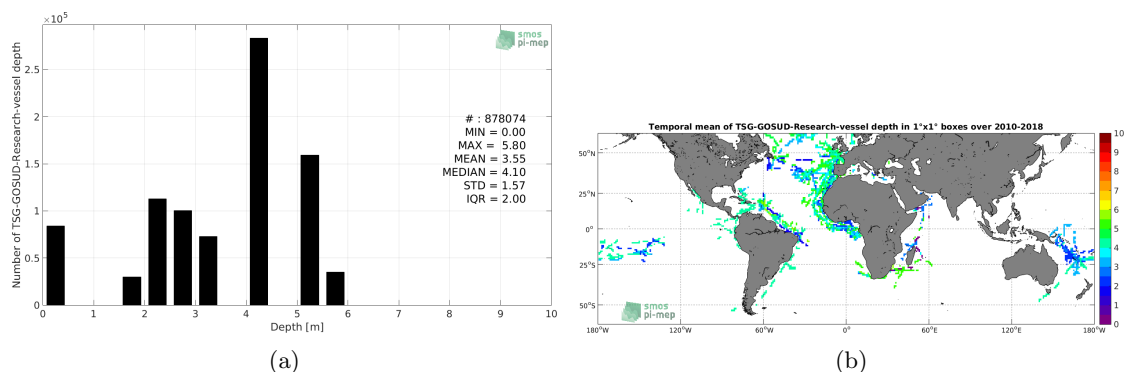 ×10⁵
2.5
2
1.5
1
0.5
0
Number of TSG-GOSUD-Research-vessel depth
smos
pi-mep
# : 878074
MIN = 0.00
MAX = 5.80
MEAN = 3.55
MEDIAN = 4.10
STD = 1.57
IQR = 2.00
0 1 2 3 4 5 6 7 8 9 10
Depth [m]
(a)
Temporal mean of TSG-GOSUD-Research-vessel depth in 1°x1° boxes over 2010-2018
50°N
25°N
0°
25°S
50°S
smos
pi-mep
180°W 120°W 60°W 0° 60°E 120°E 180°W
10
9
8
7
6
5
4
3
2
1
0
(b)